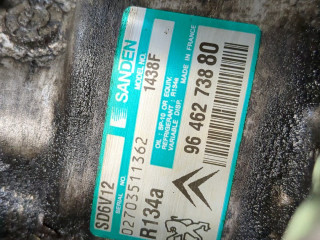 SANDEN
MODEL NO. 1438F
MADE IN FRANCE
OIL : SP-10 OR EQUIV.
REFRIGERANT : R134a
VARIABLE DISP.
96 462 738 80
SD6V12
SERIAL NO.
02703511362
R134a